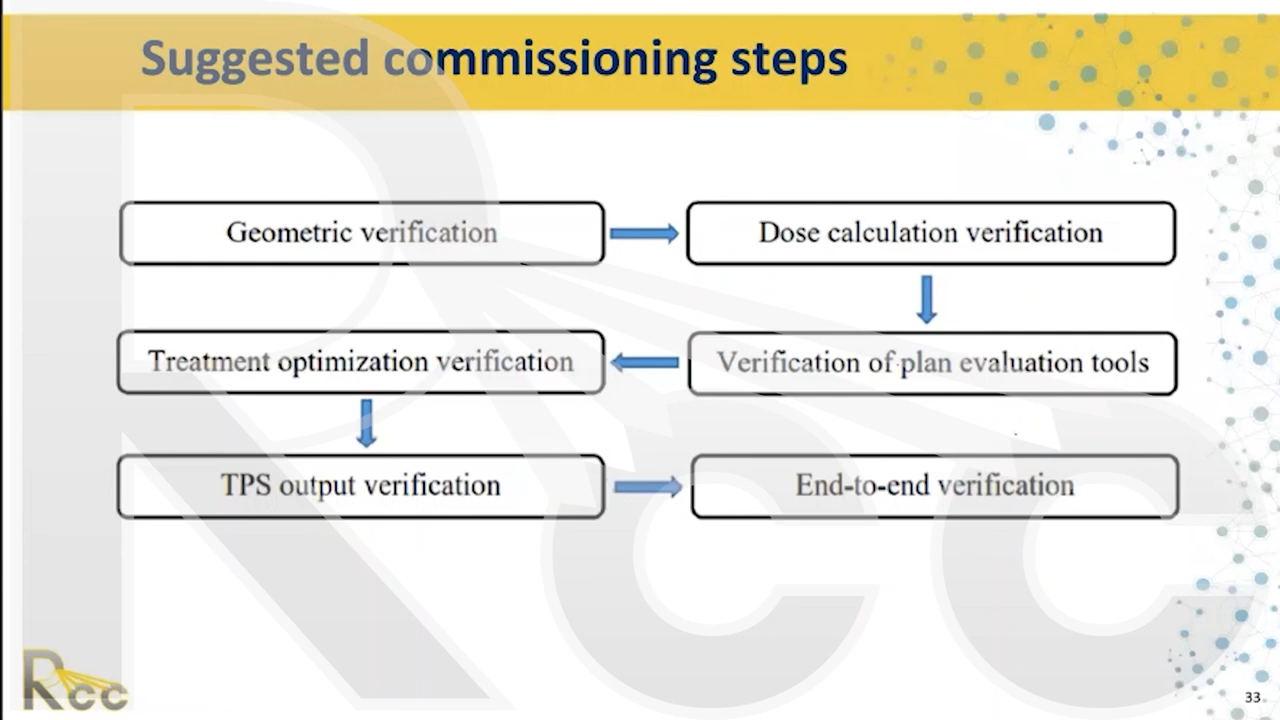 Suggested commissioning steps
Geometric verification
Dose calculation verification
Treatment optimization verification
Verification of plan evaluation tools
TPS output verification
End-to-end verification
Rcc
Rcc
33